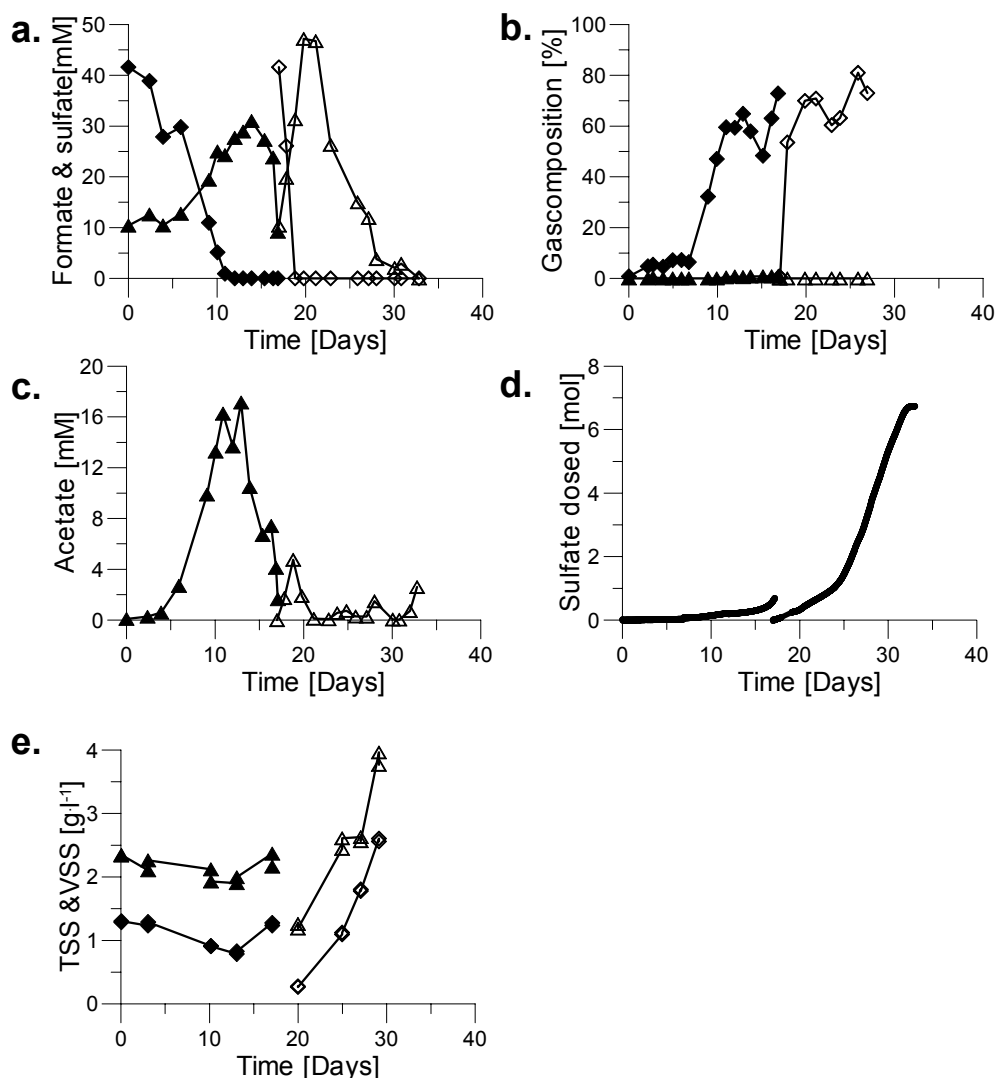 a.
Formate & sulfate[mM]
50
40
30
20
10
0
0 10 20 30 40
Time [Days]
b.
Gascomposition [%]
100
80
60
40
20
0
0 10 20 30 40
Time [Days]
c.
Acetate [mM]
20
16
12
8
4
0
0 10 20 30 40
Time [Days]
d.
Sulfate dosed [mol]
8
6
4
2
0
0 10 20 30 40
Time [Days]
e.
TSS &VSS [g·l-1]
4
3
2
1
0
0 10 20 30 40
Time [Days]